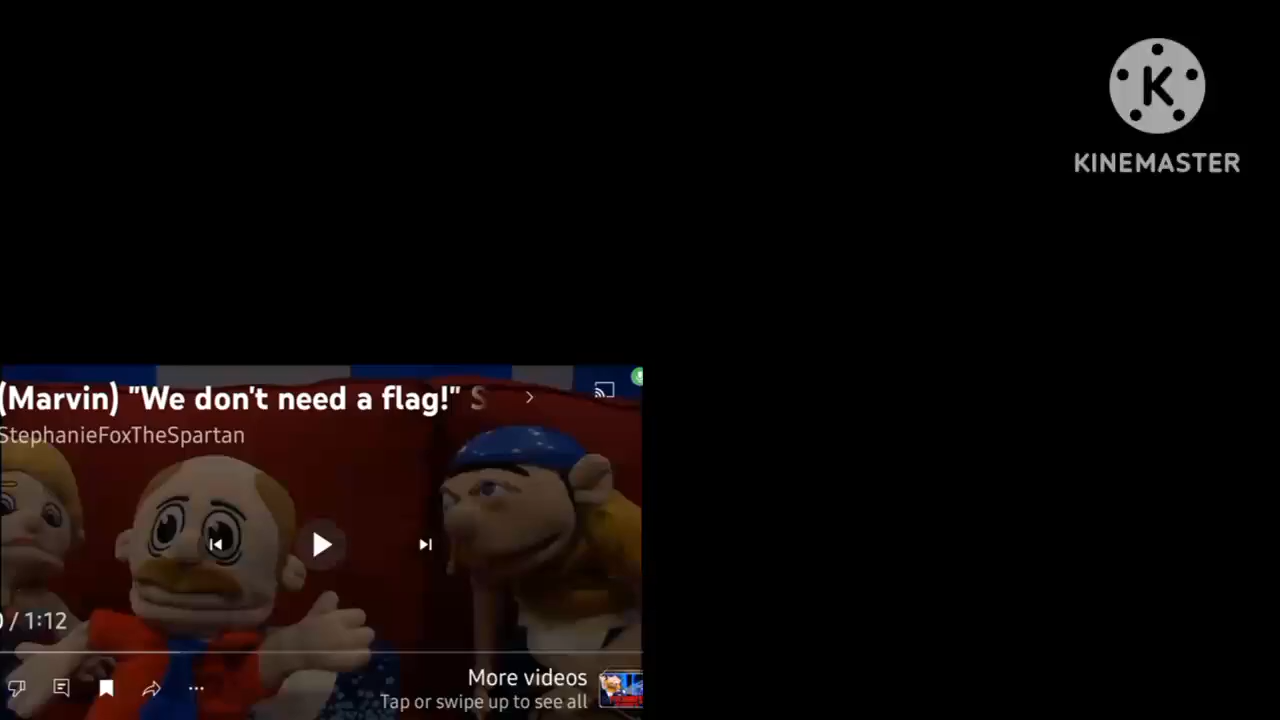 K
KINEMASTER
(Marvin) "We don't need a flag!" S
StephanieFoxTheSpartan
/ 1:12
More videos
Tap or swipe up to see all